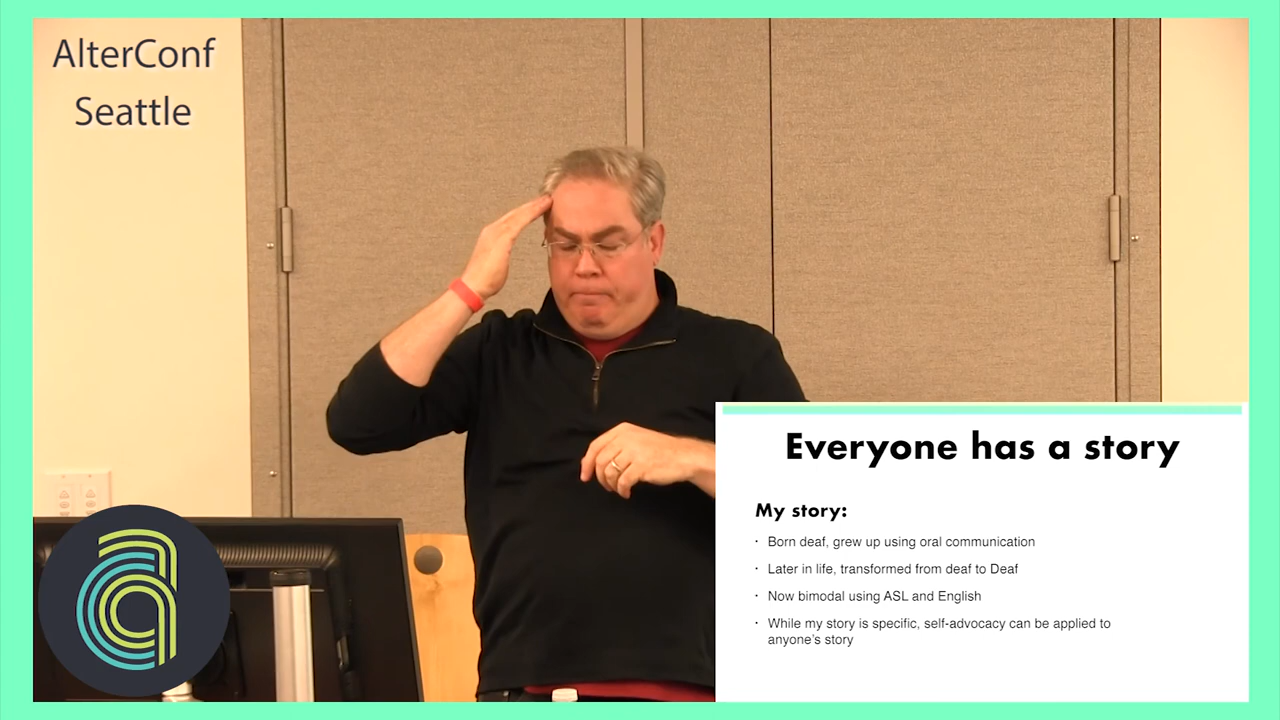 AlterConf
Seattle
Everyone has a story
My story:
· Born deaf, grew up using oral communication
· Later in life, transformed from deaf to Deaf
· Now bimodal using ASL and English
· While my story is specific, self-advocacy can be applied to
anyone’s story